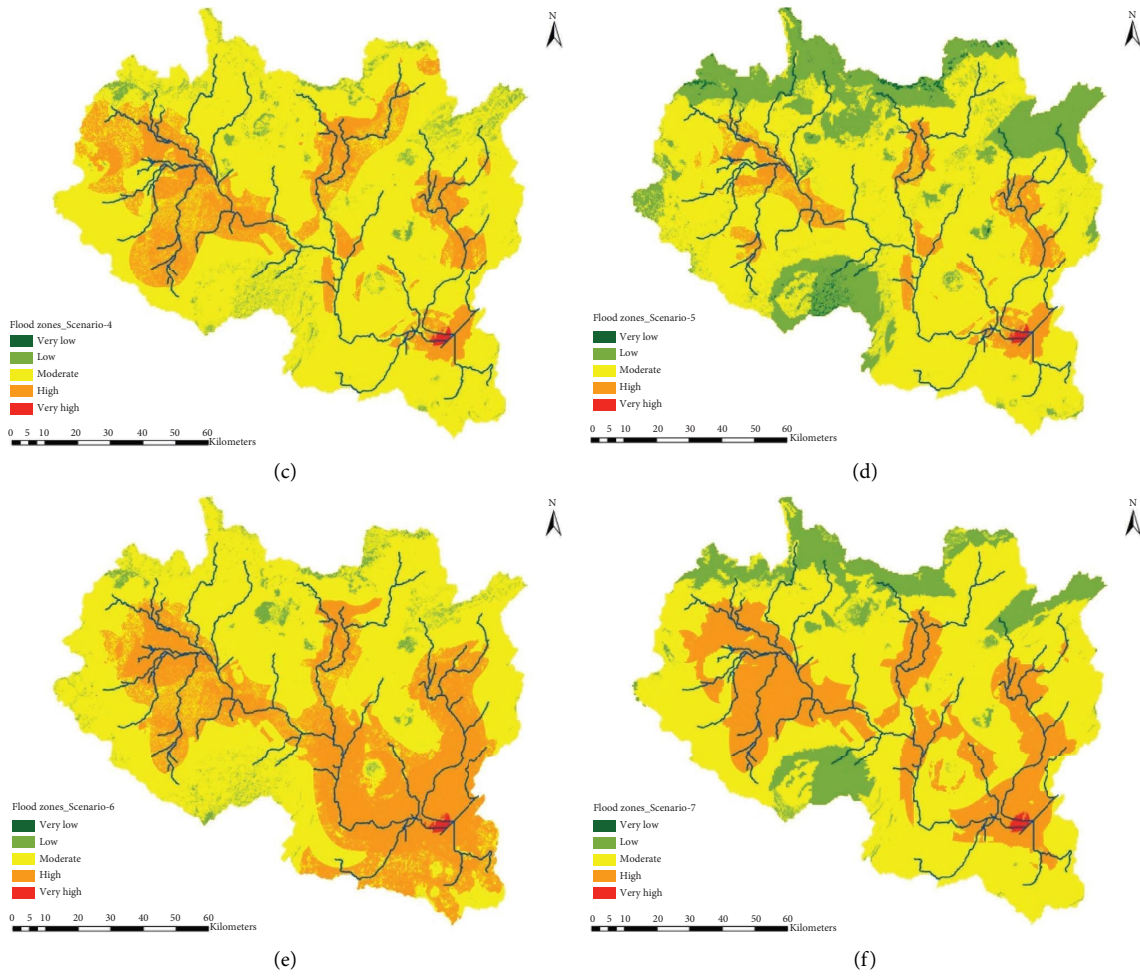 N
Flood zones_Scenario-4
Very low
Low
Moderate
High
Very high
0 5 10 20 30 40 50 60
Kilometers
(c)
N
Flood zones_Scenario-5
Very low
Low
Moderate
High
Very high
0 5 10 20 30 40 50 60
Kilometers
(d)
N
Flood zones_Scenario-6
Very low
Low
Moderate
High
Very high
0 5 10 20 30 40 50 60
Kilometers
(e)
N
Flood zones_Scenario-7
Very low
Low
Moderate
High
Very high
0 5 10 20 30 40 50 60
Kilometers
(f)